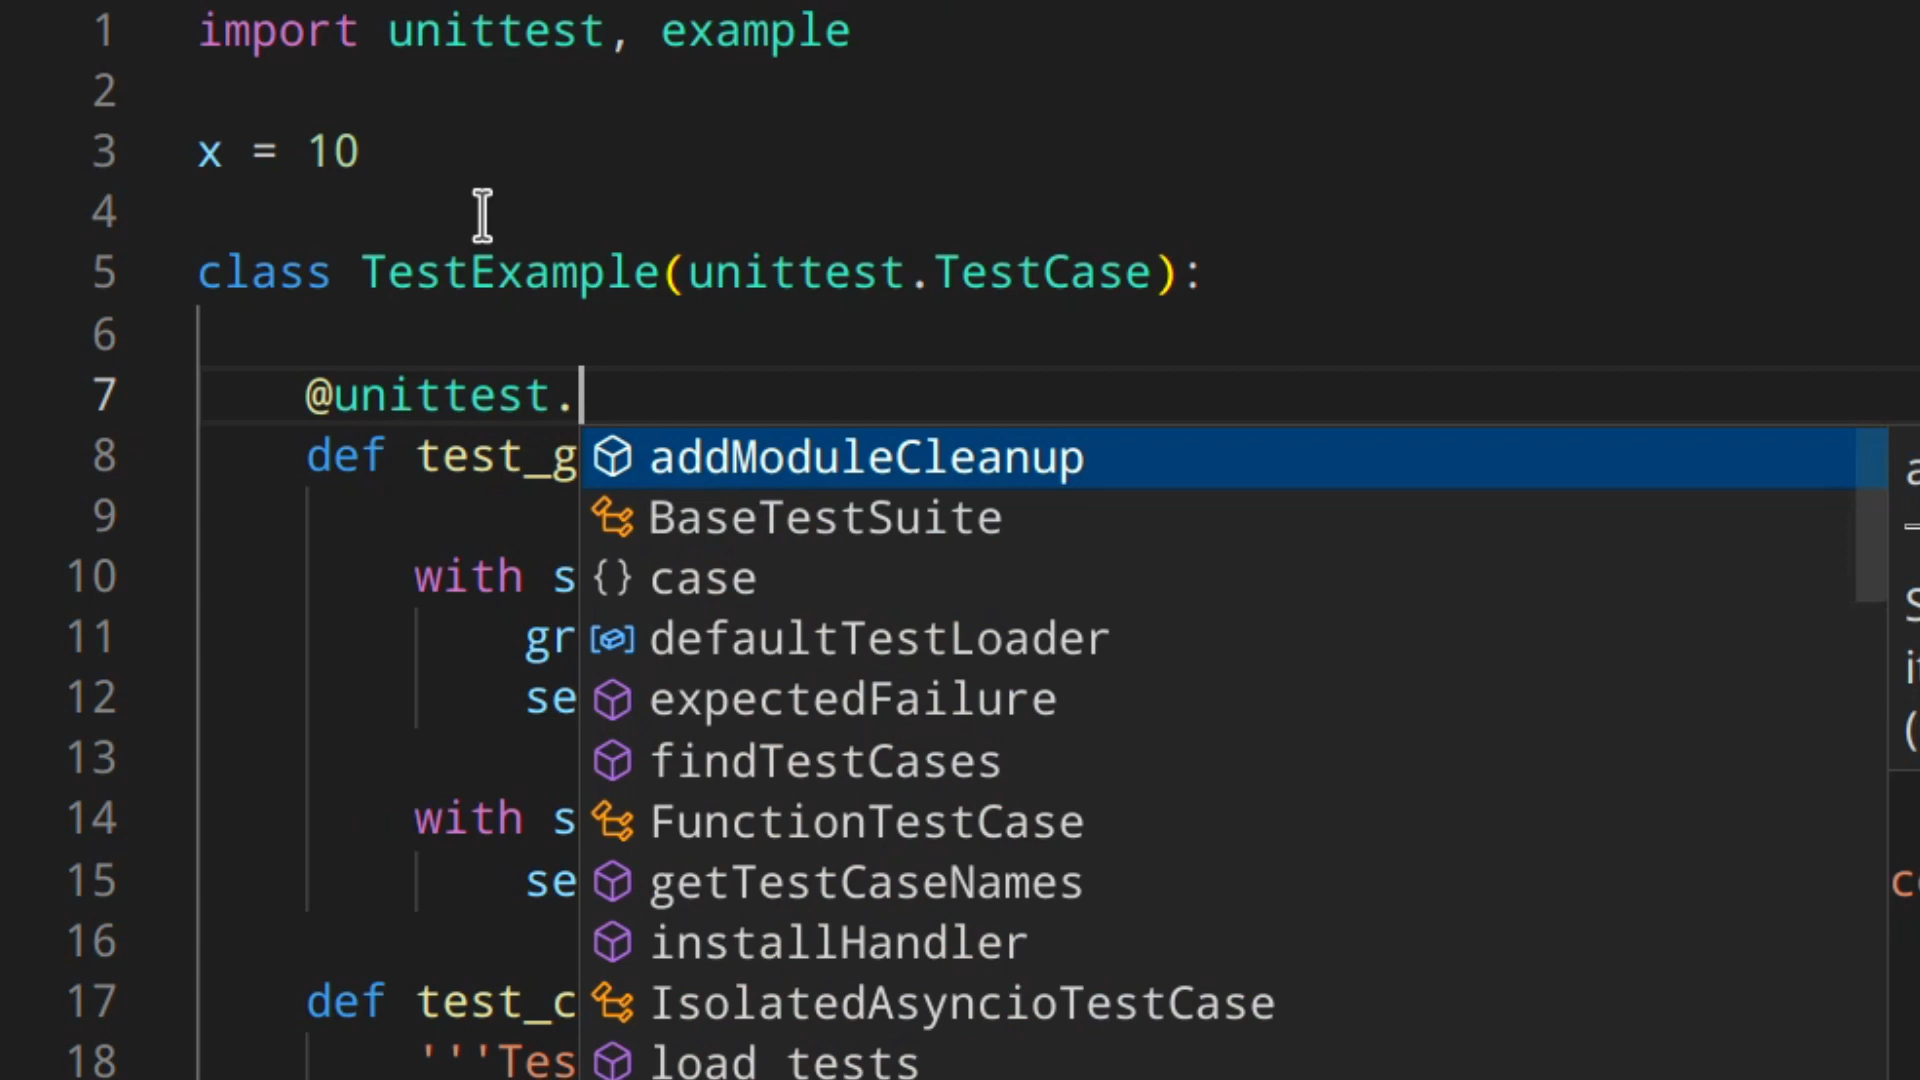 1 import unittest, example
2
3 x = 10
4
5 class TestExample(unittest.TestCase):
6
7 @unittest.
8 def test_g addModuleCleanup
9 BaseTestSuite
10 with s {} case
11 gr defaultTestLoader
12 se expectedFailure
13 findTestCases
14 with s FunctionTestCase
15 se getTestCaseNames
16 installHandler
17 def test_c IsolatedAsyncioTestCase
18 '''Tes load_tests